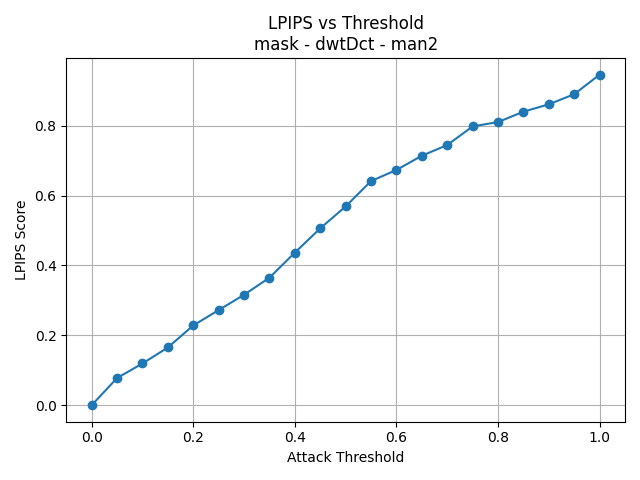 LPIPS vs Threshold
mask - dwtDct - man2
LPIPS Score
0.8
0.6
0.4
0.2
0.0
0.0 0.2 0.4 0.6 0.8 1.0
Attack Threshold